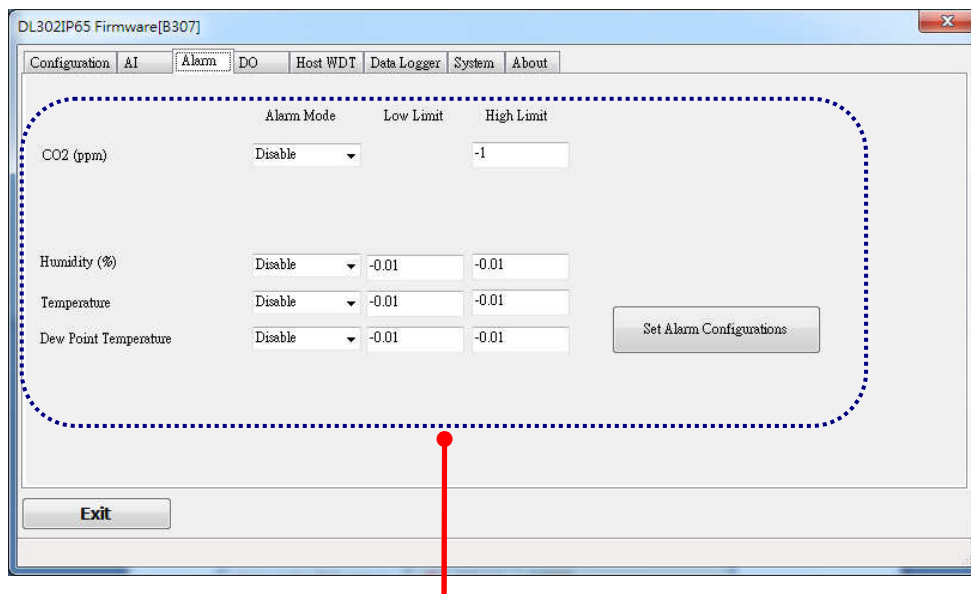 DL302IP65 Firmware[B307]
Configuration AI Alarm DO Host WDT Data Logger System About
Alarm Mode Low Limit High Limit
CO2 (ppm) Disable -1
Humidity (%) Disable -0.01 -0.01
Temperature Disable -0.01 -0.01
Dew Point Temperature Disable -0.01 -0.01
Set Alarm Configurations
Exit